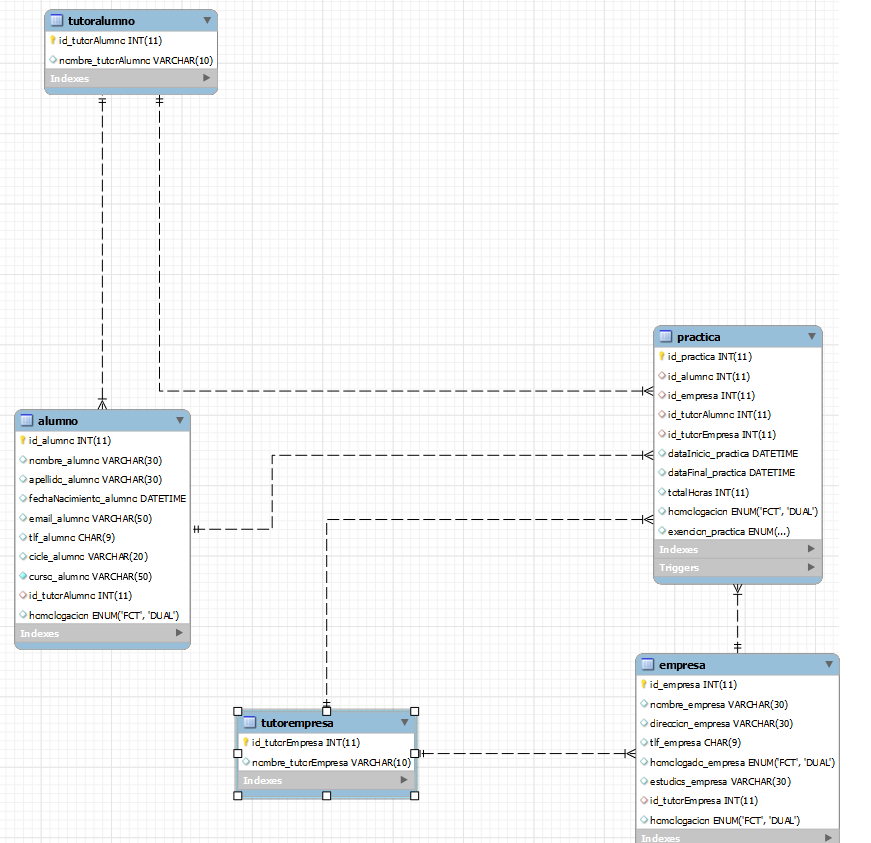 tutoralumno
id_tutorAlumno INT(11)
nombre_tutorAlumno VARCHAR(10)
Indexes
practica
id_practica INT(11)
id_alumno INT(11)
id_empresa INT(11)
id_tutorAlumno INT(11)
id_tutorEmpresa INT(11)
dataInicio_practica DATETIME
dataFinal_practica DATETIME
totalHoras INT(11)
homologacion ENUM('FCT', 'DUAL')
exencion_practica ENUM(...)
Indexes
Triggers
alumno
id_alumno INT(11)
nombre_alumno VARCHAR(30)
apellido_alumno VARCHAR(30)
fechaNacimiento_alumno DATETIME
email_alumno VARCHAR(50)
tlf_alumno CHAR(9)
cicle_alumno VARCHAR(20)
curso_alumno VARCHAR(50)
id_tutorAlumno INT(11)
homologacion ENUM('FCT', 'DUAL')
Indexes
tutorempresa
id_tutorEmpresa INT(11)
nombre_tutorEmpresa VARCHAR(10)
Indexes
empresa
id_empresa INT(11)
nombre_empresa VARCHAR(30)
direccion_empresa VARCHAR(30)
tlf_empresa CHAR(9)
homologado_empresa ENUM('FCT', 'DUAL')
estudios_empresa VARCHAR(30)
id_tutorEmpresa INT(11)
homologacion ENUM('FCT', 'DUAL')
Indexes